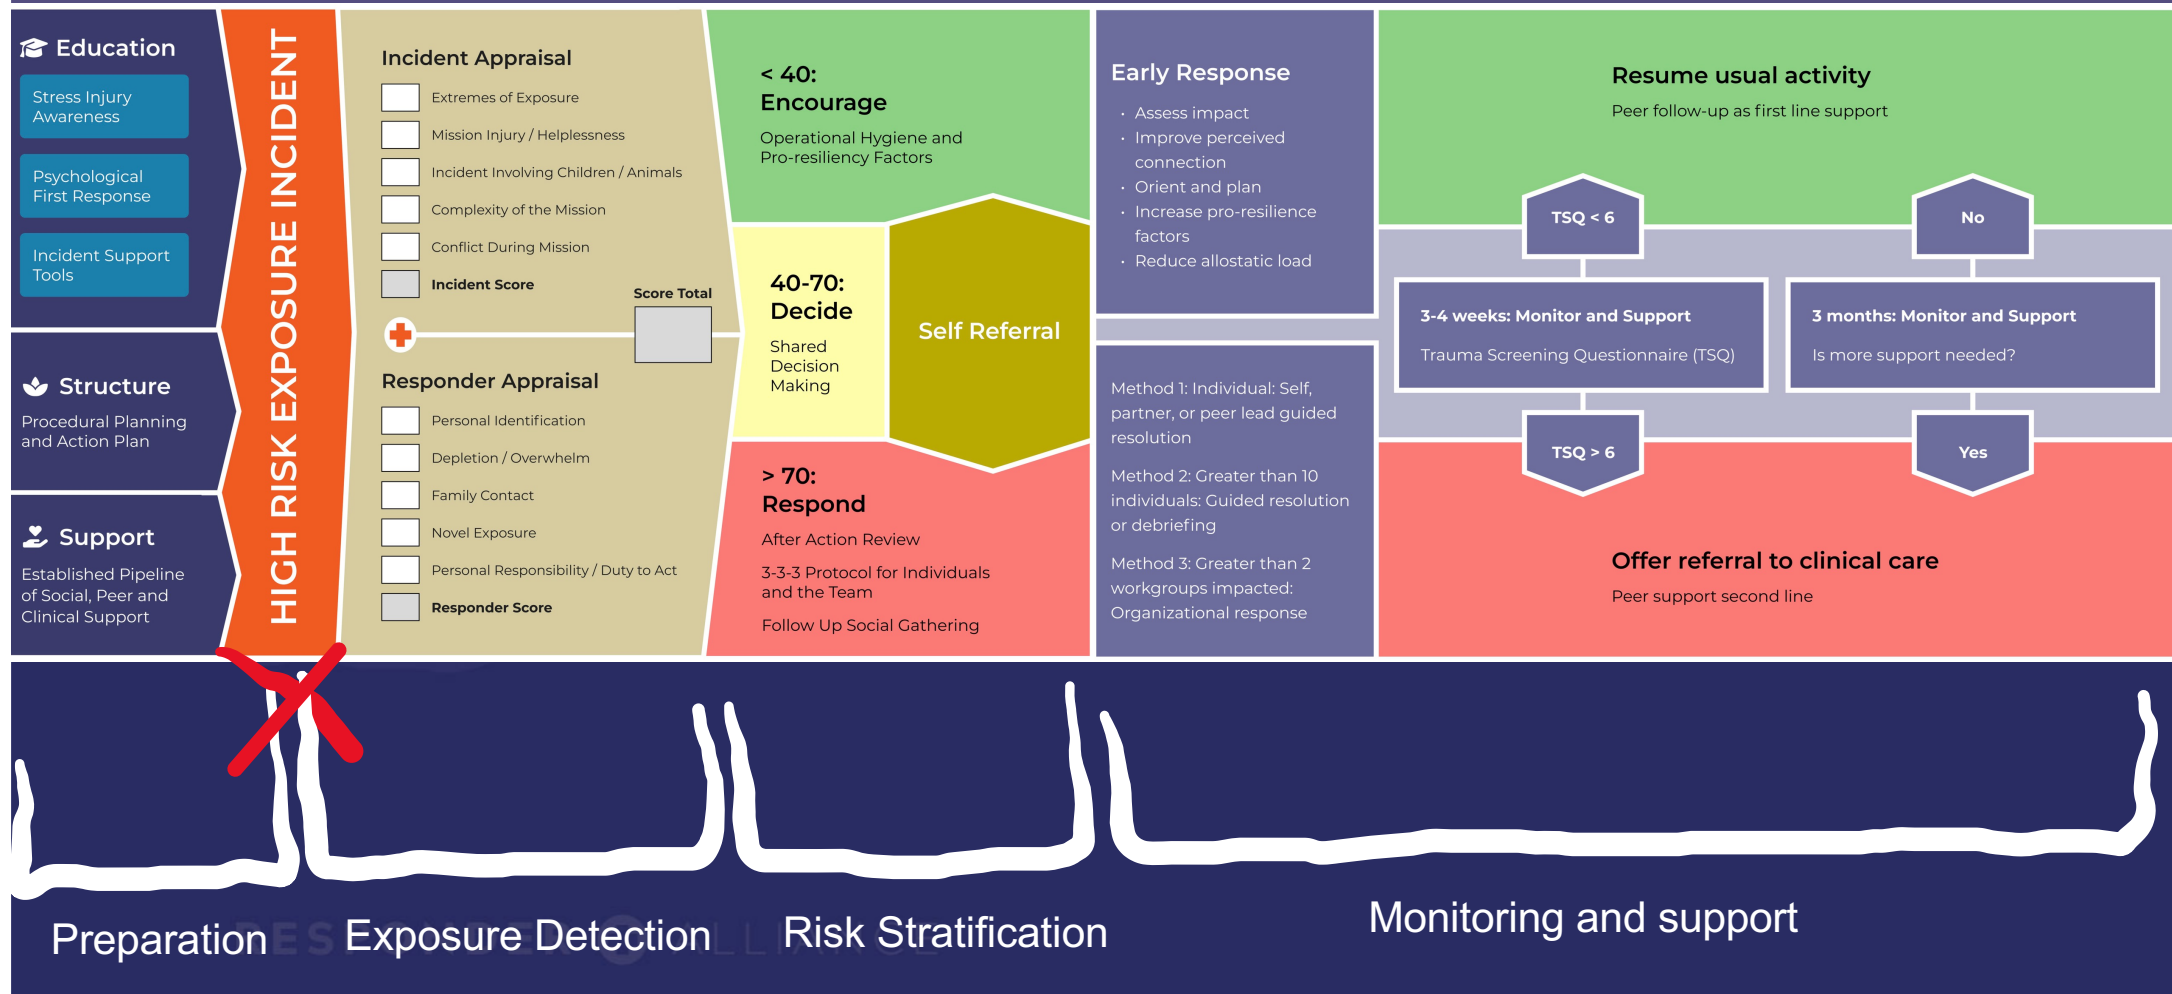 Education
Stress Injury
Awareness
Psychological
First Response
Incident Support
Tools
Structure
Procedural Planning
and Action Plan
Support
Established Pipeline
of Social, Peer and
Clinical Support
HIGH RISK EXPOSURE INCIDENT
Incident Appraisal
Extremes of Exposure
Mission Injury / Helplessness
Incident Involving Children / Animals
Complexity of the Mission
Conflict During Mission
Incident Score
Score Total
Responder Appraisal
Personal Identification
Depletion / Overwhelm
Family Contact
Novel Exposure
Personal Responsibility / Duty to Act
Responder Score
< 40:
Encourage
Operational Hygiene and
Pro-resiliency Factors
40-70:
Decide
Shared
Decision
Making
Self Referral
> 70:
Respond
After Action Review
3-3-3 Protocol for Individuals
and the Team
Follow Up Social Gathering
Early Response
· Assess impact
· Improve perceived
connection
· Orient and plan
· Increase pro-resilience
factors
· Reduce allostatic load
Method 1: Individual: Self,
partner, or peer lead guided
resolution
Method 2: Greater than 10
individuals: Guided resolution
or debriefing
Method 3: Greater than 2
workgroups impacted:
Organizational response
Resume usual activity
Peer follow-up as first line support
TSQ < 6
No
3-4 weeks: Monitor and Support
Trauma Screening Questionnaire (TSQ)
3 months: Monitor and Support
Is more support needed?
TSQ > 6
Yes
Offer referral to clinical care
Peer support second line
Preparation
Exposure Detection
Risk Stratification
Monitoring and support